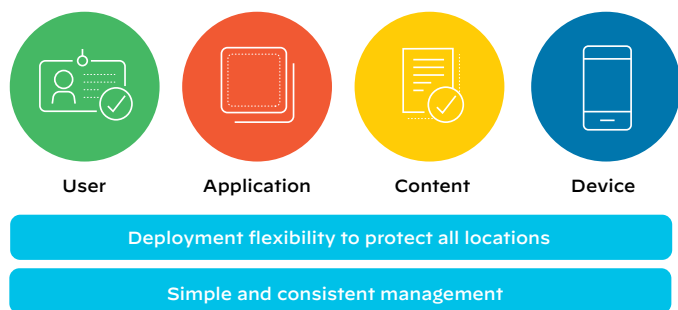 User
Application
Content
Device
Deployment flexibility to protect all locations
Simple and consistent management